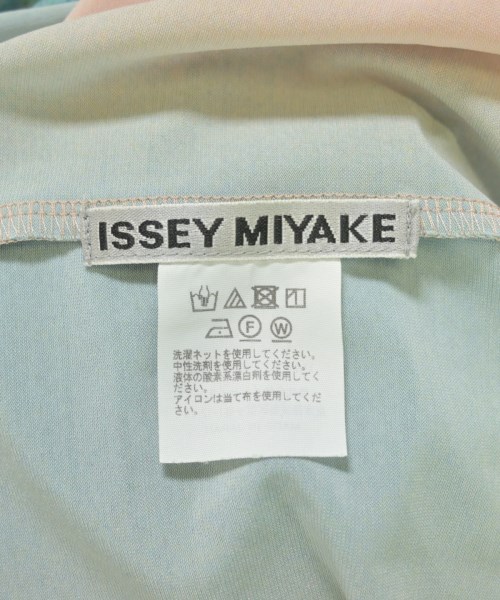 ISSEY MIYAKE
F W
洗濯ネットを使用してください。
中性洗剤を使用してください。
液体の酸素系漂白剤を使用してく
ださい。
アイロンは当て布を使用してくだ
さい。